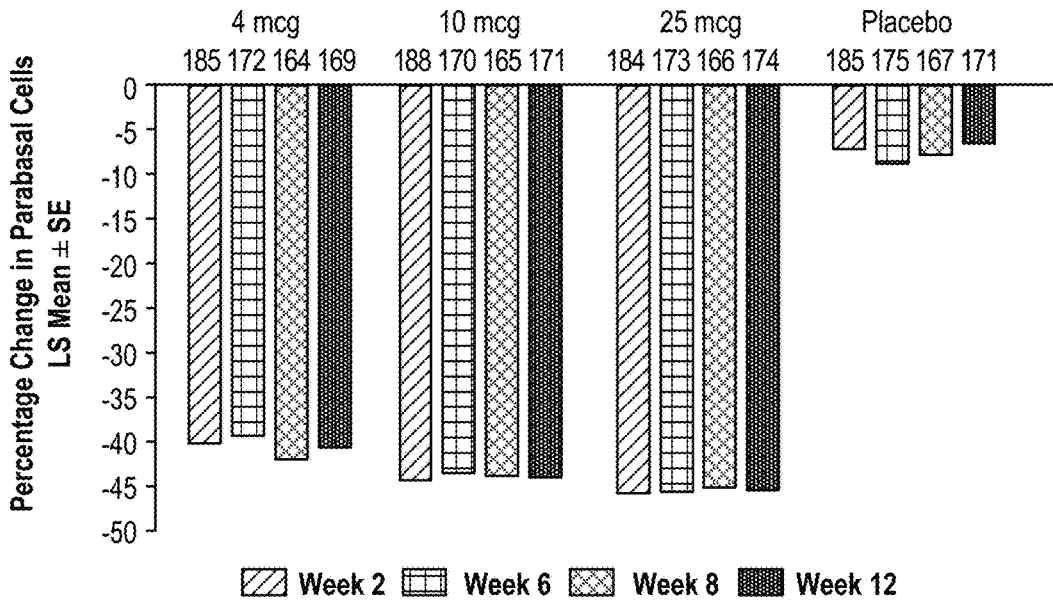 4 mcg 10 mcg 25 mcg Placebo
185 172 164 169 188 170 165 171 184 173 166 174 185 175 167 171
Percentage Change in Parabasal Cells
LS Mean ± SE
0
-5
-10
-15
-20
-25
-30
-35
-40
-45
-50
Week 2 Week 6 Week 8 Week 12